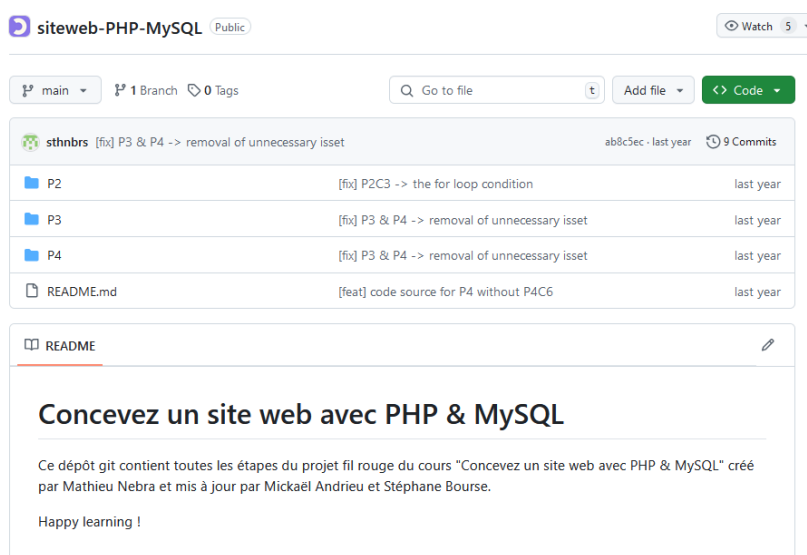 siteweb-PHP-MySQL Public Watch 5
main 1 Branch 0 Tags Go to file t Add file Code
sthnbrs [fix] P3 & P4 -> removal of unnecessary isset ab8c5ec · last year 9 Commits
P2 [fix] P2C3 -> the for loop condition last year
P3 [fix] P3 & P4 -> removal of unnecessary isset last year
P4 [fix] P3 & P4 -> removal of unnecessary isset last year
README.md [feat] code source for P4 without P4C6 last year
README
Concevez un site web avec PHP & MySQL
Ce dépôt git contient toutes les étapes du projet fil rouge du cours "Concevez un site web avec PHP & MySQL" créé
par Mathieu Nebra et mis à jour par Mickaël Andrieu et Stéphane Bourse.
Happy learning !